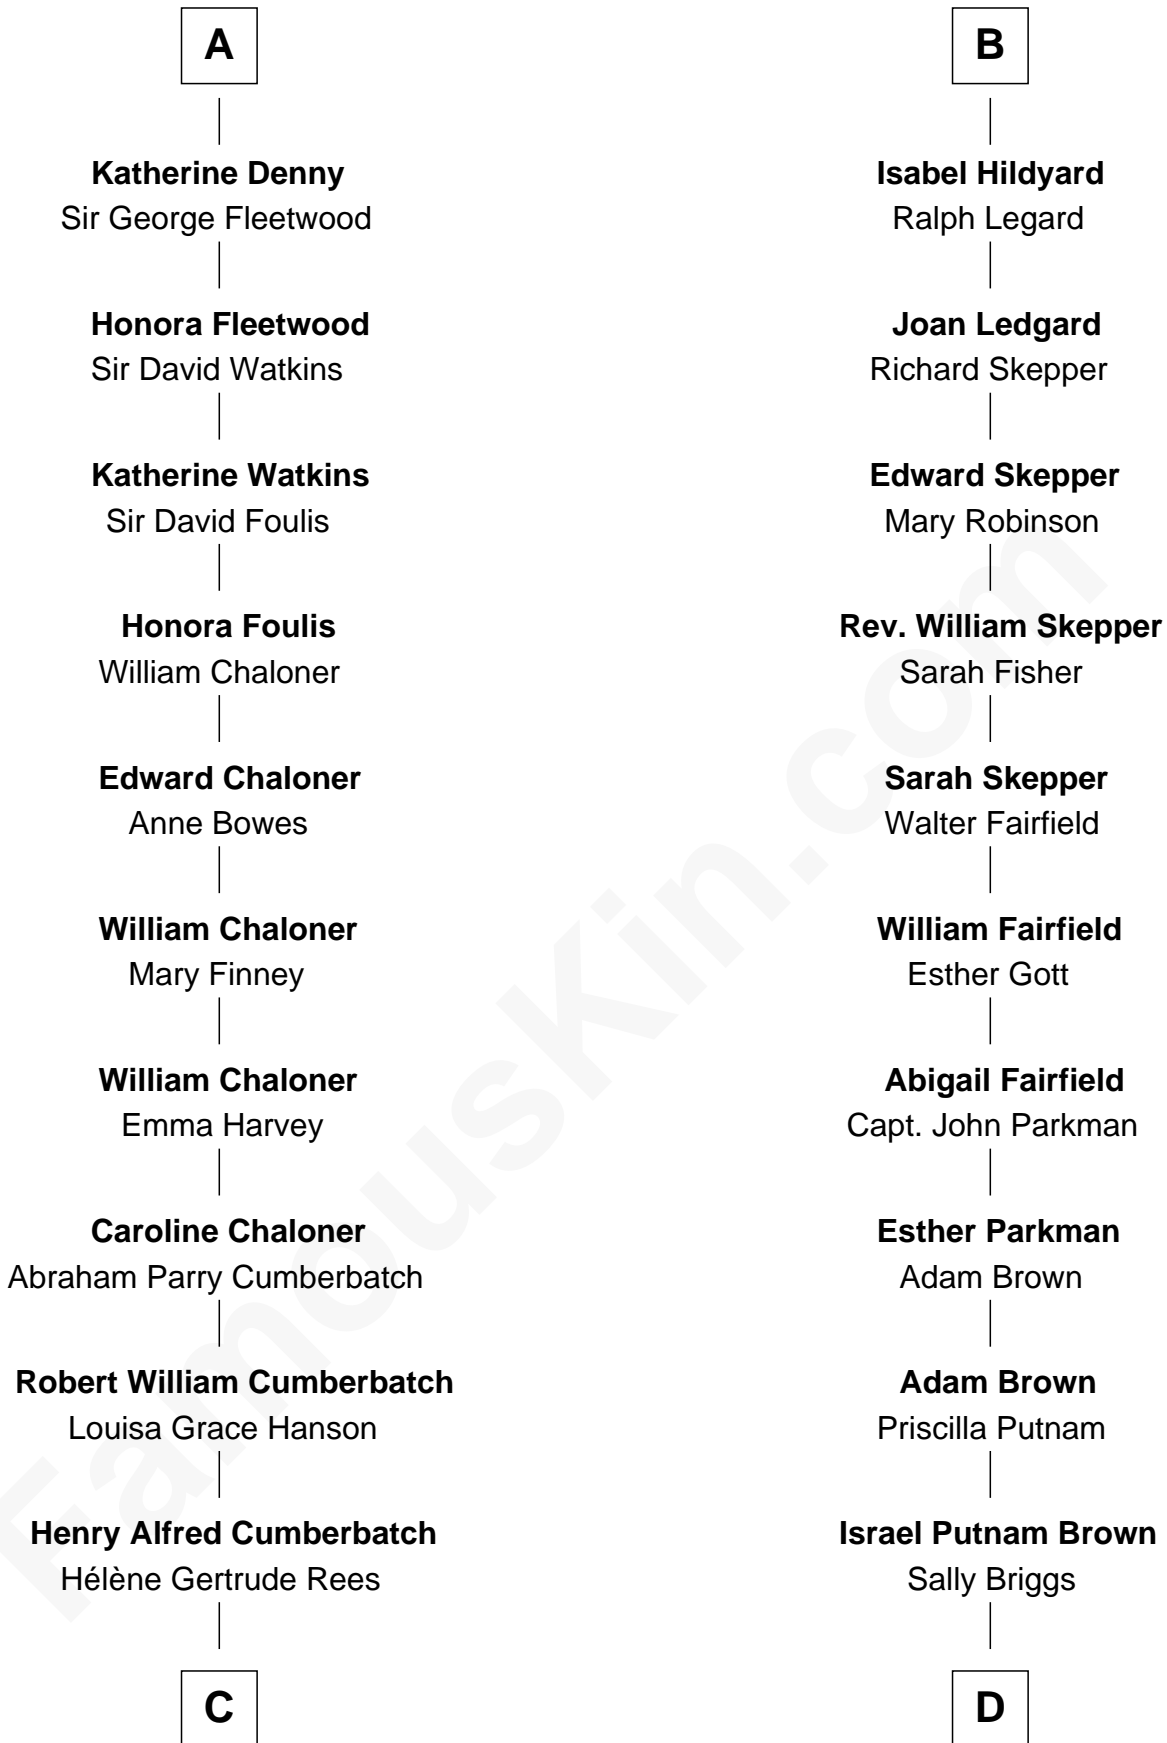 A
Katherine Denny
Sir George Fleetwood
Honora Fleetwood
Sir David Watkins
Katherine Watkins
Sir David Foulis
Honora Foulis
William Chaloner
Edward Chaloner
Anne Bowes
William Chaloner
Mary Finney
William Chaloner
Emma Harvey
Caroline Chaloner
Abraham Parry Cumberbatch
Robert William Cumberbatch
Louisa Grace Hanson
Henry Alfred Cumberbatch
Hélène Gertrude Rees
C
B
Isabel Hildyard
Ralph Legard
Joan Ledgard
Richard Skepper
Edward Skepper
Mary Robinson
Rev. William Skepper
Sarah Fisher
Sarah Skepper
Walter Fairfield
William Fairfield
Esther Gott
Abigail Fairfield
Capt. John Parkman
Esther Parkman
Adam Brown
Adam Brown
Priscilla Putnam
Israel Putnam Brown
Sally Briggs
D
FamousKin.com